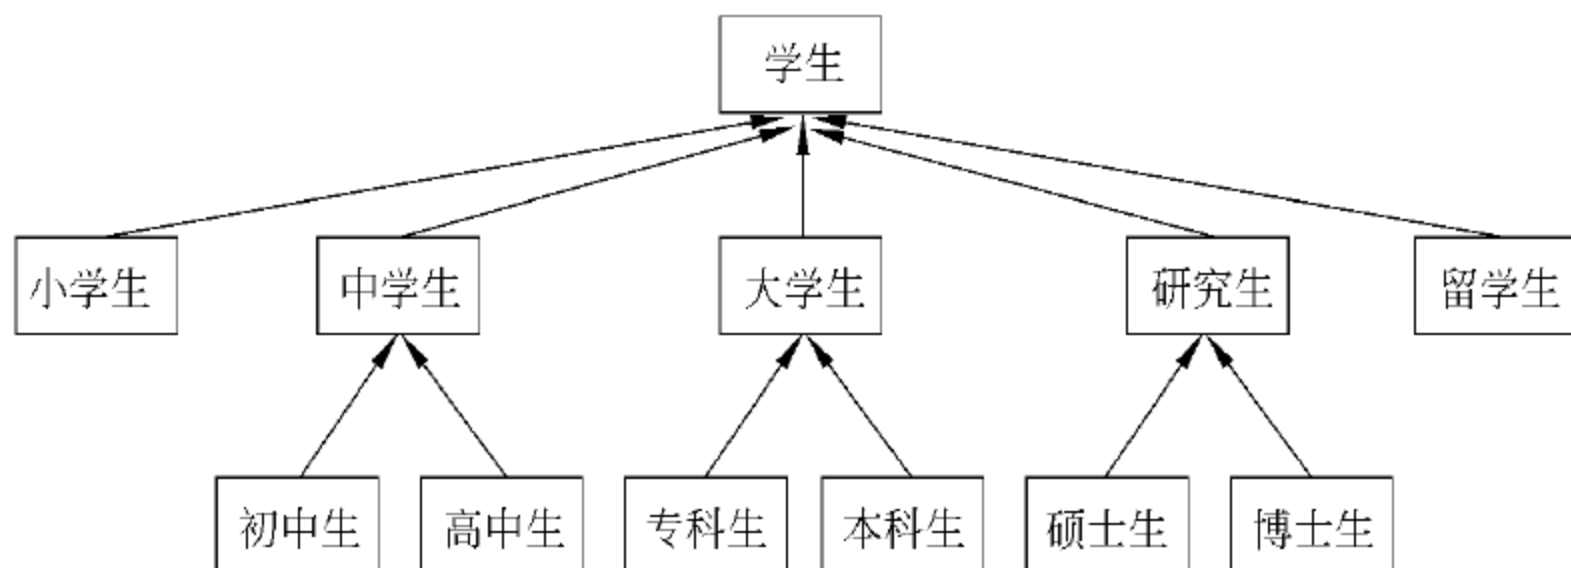 学生
小学生
中学生
大学生
研究生
留学生
初中生
高中生
专科生
本科生
硕士生
博士生